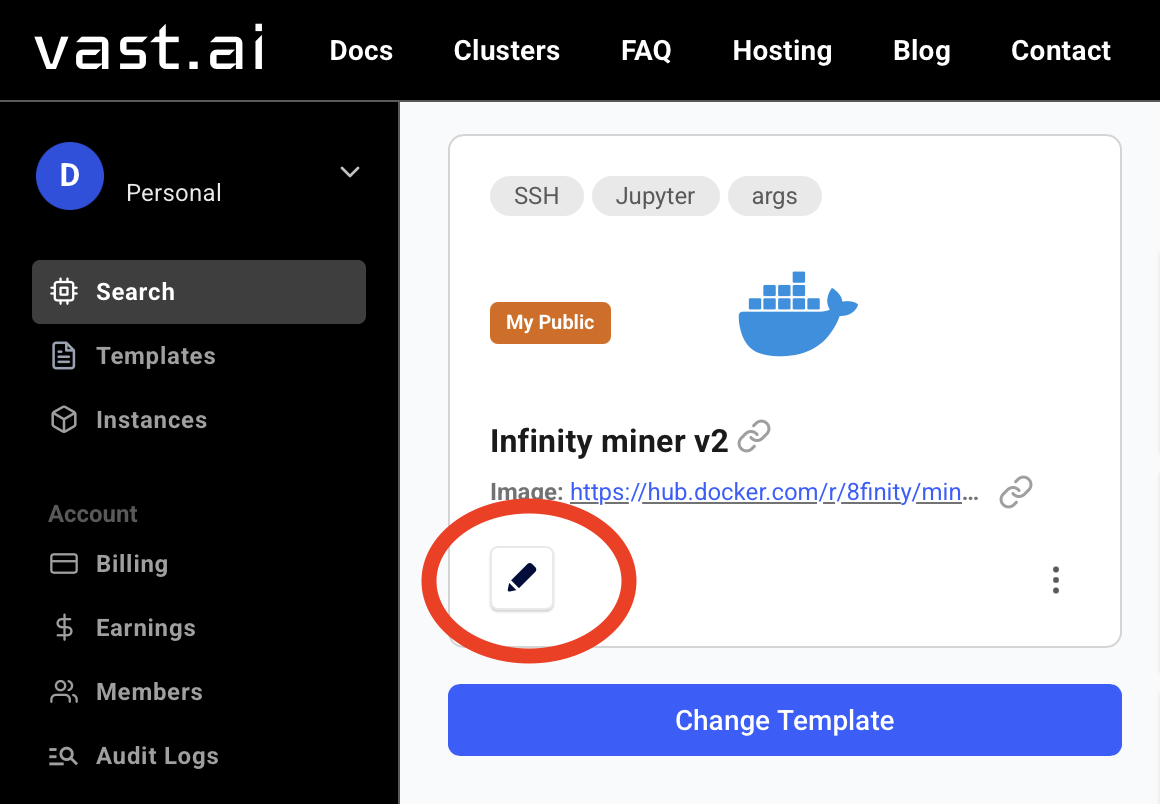 vast.ai Docs Clusters FAQ Hosting Blog Contact
D Personal
Search
Templates
Instances
Account
Billing
Earnings
Members
Audit Logs
SSH Jupyter args
My Public
Infinity miner v2
Image: https://hub.docker.com/r/8finity/min...
Change Template